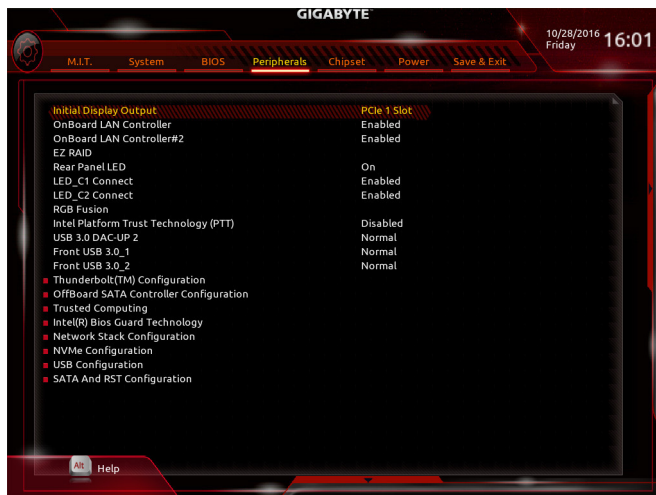 GIGABYTE™
10/28/2016 16:01
Friday
M.I.T. System BIOS Peripherals Chipset Power Save & Exit
Initial Display Output PCIe 1 Slot
OnBoard LAN Controller Enabled
OnBoard LAN Controller#2 Enabled
EZ RAID
Rear Panel LED On
LED_C1 Connect Enabled
LED_C2 Connect Enabled
RGB Fusion
Intel Platform Trust Technology (PTT) Disabled
USB 3.0 DAC-UP 2 Normal
Front USB 3.0_1 Normal
Front USB 3.0_2 Normal
Thunderbolt(TM) Configuration
OffBoard SATA Controller Configuration
Trusted Computing
Intel(R) Bios Guard Technology
Network Stack Configuration
NVMe Configuration
USB Configuration
SATA And RST Configuration
Alt Help